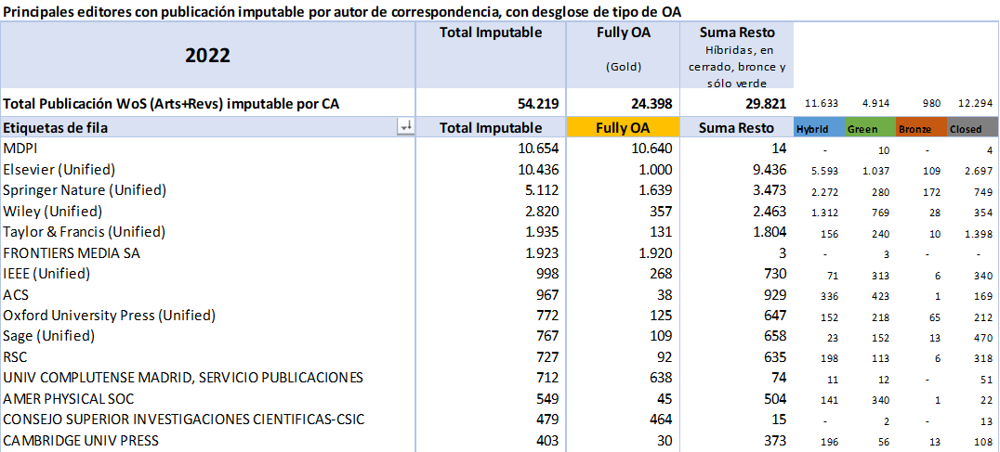 Principales editores con publicación imputable por autor de correspondencia, con desglose de tipo de OA
2022 Total Imputable Fully OA (Gold) Suma Resto Híbridas, en cerrado, bronce y sólo verde
Total Publicación WoS (Arts+Revs) imputable por CA 54.219 24.398 29.821 11.633 4.914 980 12.294
Etiquetas de fila Total Imputable Fully OA Suma Resto Hybrid Green Bronze Closed
MDPI 10.654 10.640 14 - 10 - 4
Elsevier (Unified) 10.436 1.000 9.436 5.593 1.037 109 2.697
Springer Nature (Unified) 5.112 1.639 3.473 2.272 280 172 749
Wiley (Unified) 2.820 357 2.463 1.312 769 28 354
Taylor & Francis (Unified) 1.935 131 1.804 156 240 10 1.398
FRONTIERS MEDIA SA 1.923 1.920 3 - 3 - -
IEEE (Unified) 998 268 730 71 313 6 340
ACS 967 38 929 336 423 1 169
Oxford University Press (Unified) 772 125 647 152 218 65 212
Sage (Unified) 767 109 658 23 152 13 470
RSC 727 92 635 198 113 6 318
UNIV COMPLUTENSE MADRID, SERVICIO PUBLICACIONES 712 638 74 11 12 - 51
AMER PHYSICAL SOC 549 45 504 141 340 1 22
CONSEJO SUPERIOR INVESTIGACIONES CIENTIFICAS-CSIC 479 464 15 - 2 - 13
CAMBRIDGE UNIV PRESS 403 30 373 196 56 13 108